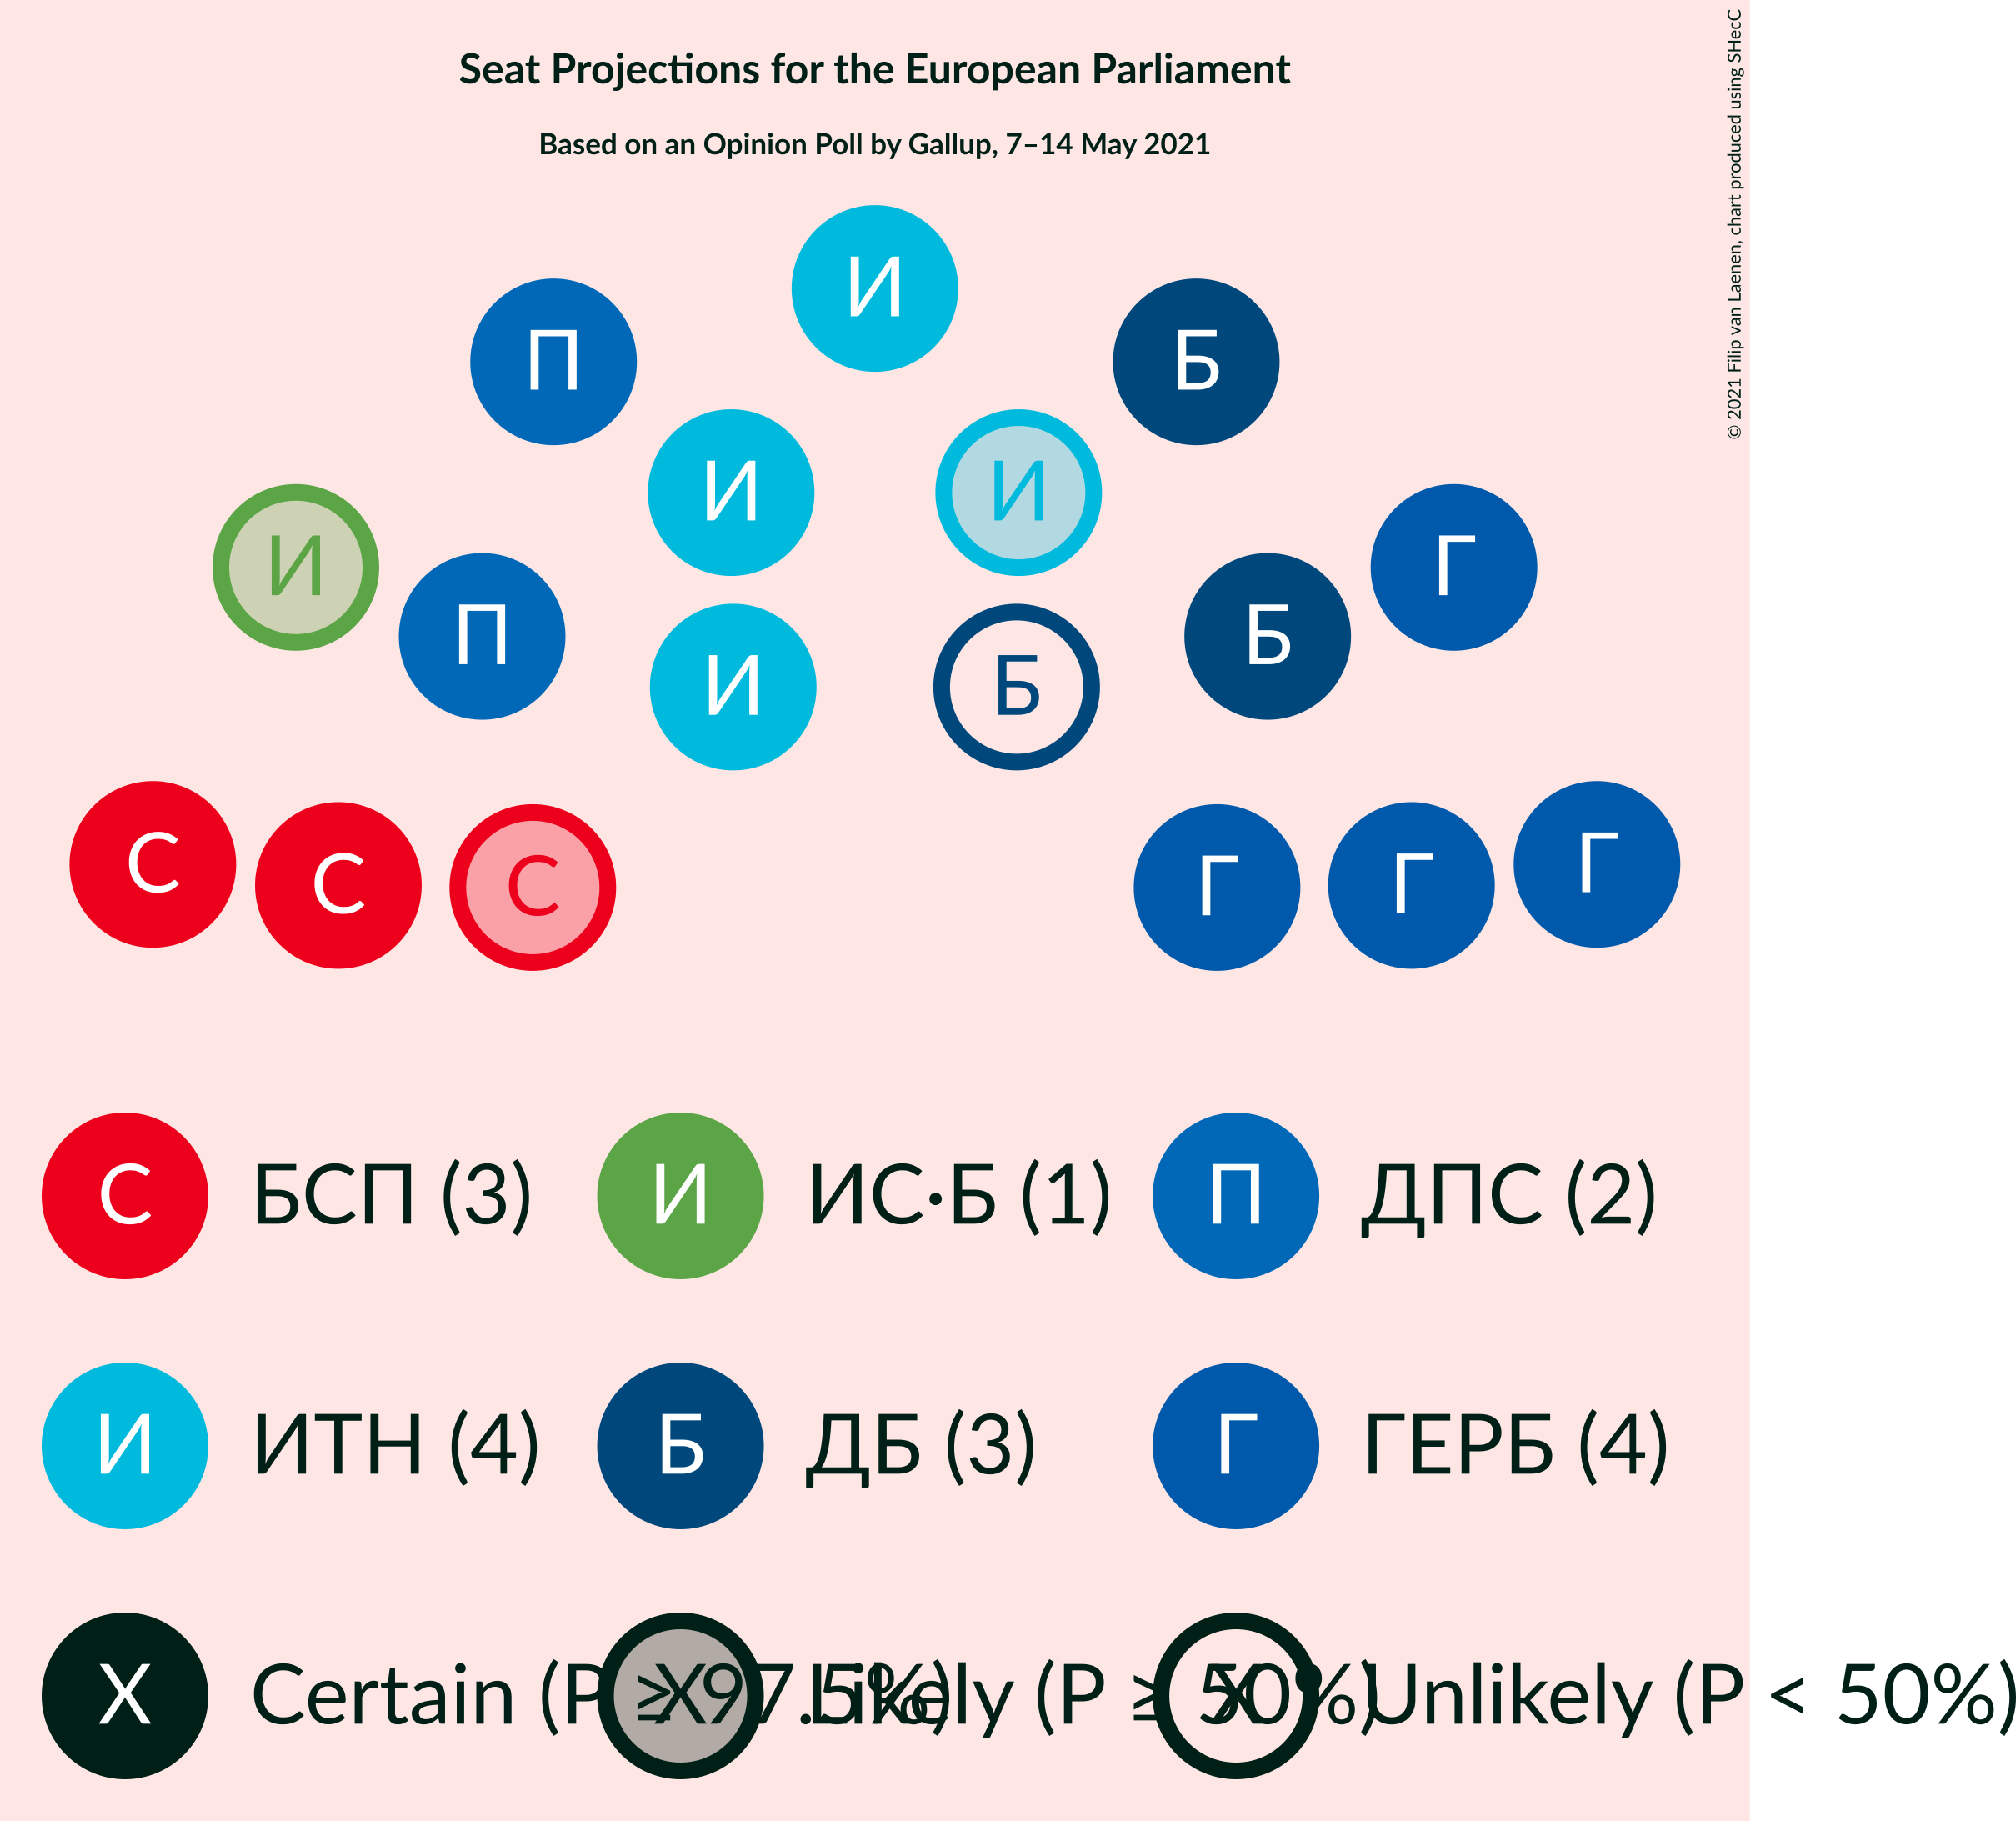 Seat Projections for the European Parliament
Based on an Opinion Poll by Gallup, 7–14 May 2021
© 2021 Filip van Laenen, chart produced using SHecC
И
П
Б
И
И
И
Г
П
Б
И
Б
С
С
С
Г
Г
Г
С БСП (3) И ИС·Б (1) П ДПС (2)
И ИТН (4) Б ДБ (3) Г ГЕРБ (4)
X Certain (P ≥ 97.5%) X Likely (P ≥ 50%) X Unlikely (P < 50%)